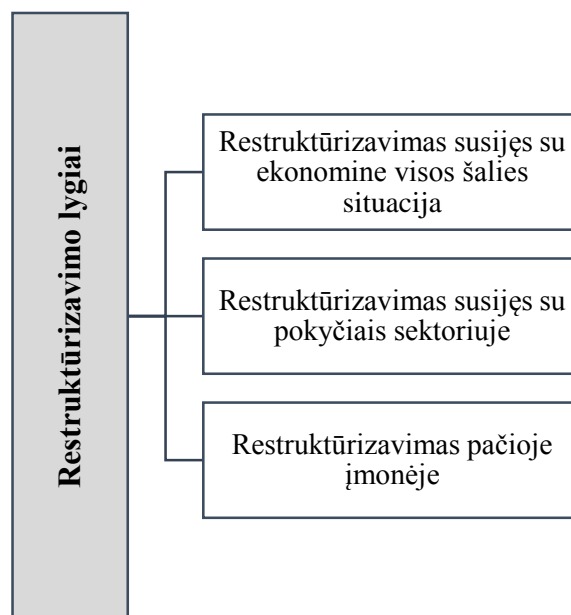 Restruktūrizavimo lygiai
Restruktūrizavimas susijęs su
ekonomine visos šalies
situacija
Restruktūrizavimas susijęs su
pokyčiais sektoriuje
Restruktūrizavimas pačioje
įmonėje